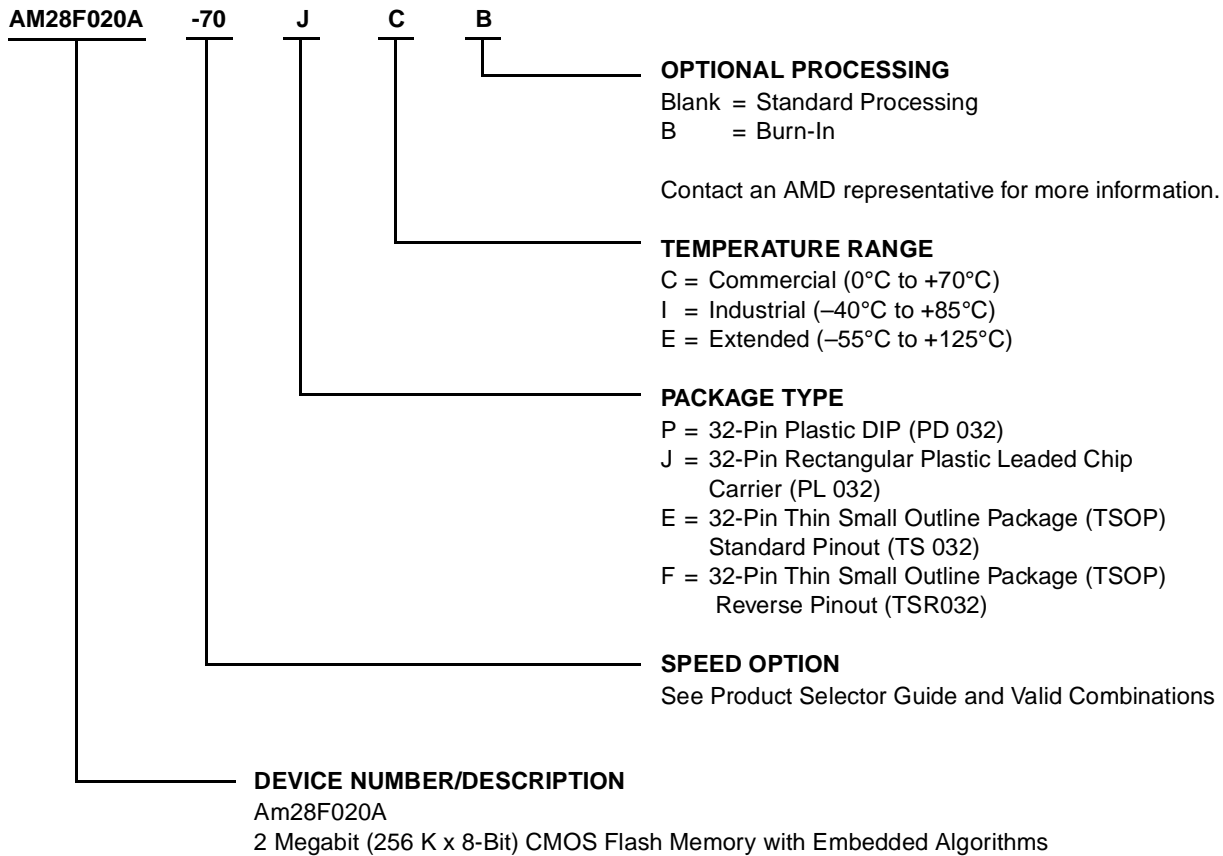 AM28F020A -70 J C B
OPTIONAL PROCESSING
Blank = Standard Processing
B = Burn-In
Contact an AMD representative for more information.
TEMPERATURE RANGE
C = Commercial (0°C to +70°C)
I = Industrial (–40°C to +85°C)
E = Extended (–55°C to +125°C)
PACKAGE TYPE
P = 32-Pin Plastic DIP (PD 032)
J = 32-Pin Rectangular Plastic Leaded Chip
Carrier (PL 032)
E = 32-Pin Thin Small Outline Package (TSOP)
Standard Pinout (TS 032)
F = 32-Pin Thin Small Outline Package (TSOP)
Reverse Pinout (TSR032)
SPEED OPTION
See Product Selector Guide and Valid Combinations
DEVICE NUMBER/DESCRIPTION
Am28F020A
2 Megabit (256 K x 8-Bit) CMOS Flash Memory with Embedded Algorithms